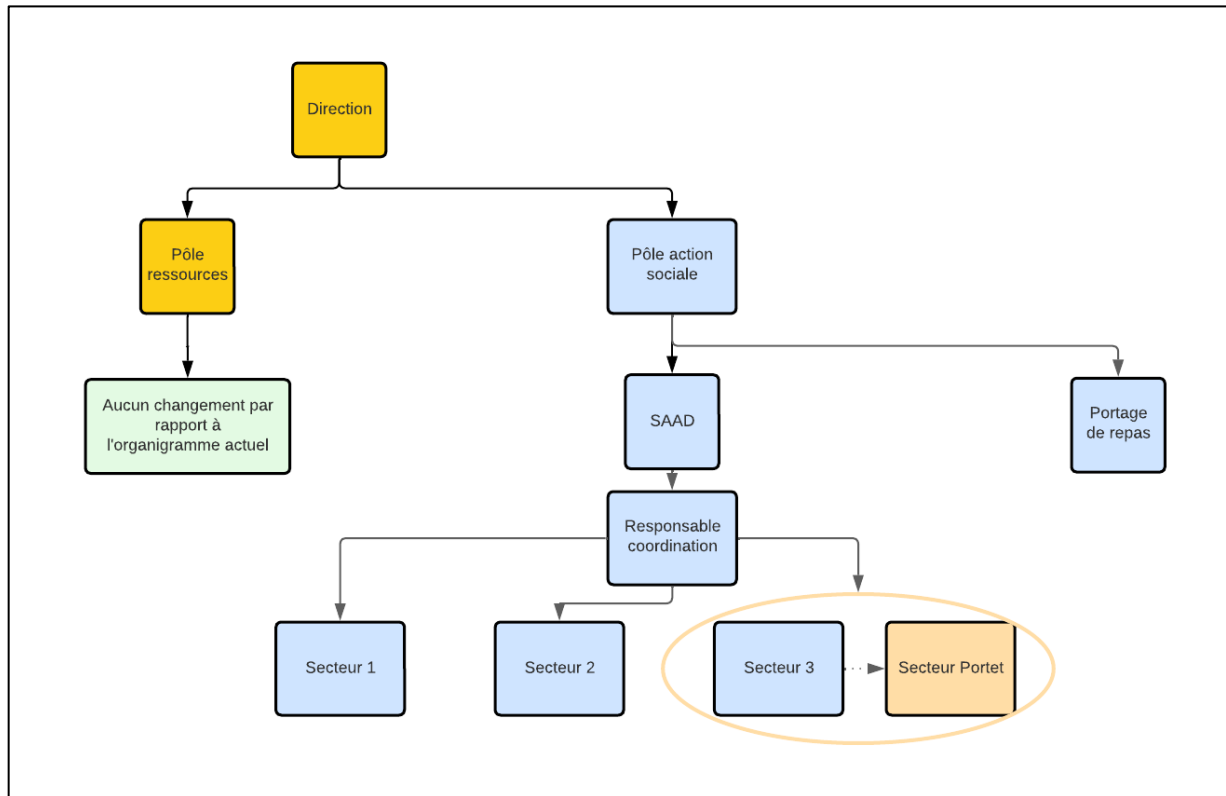 Direction
Pôle
ressources
Pôle action
sociale
Aucun changement par
rapport à
l'organigramme actuel
SAAD
Portage
de repas
Responsable
coordination
Secteur 1
Secteur 2
Secteur 3
Secteur Portet